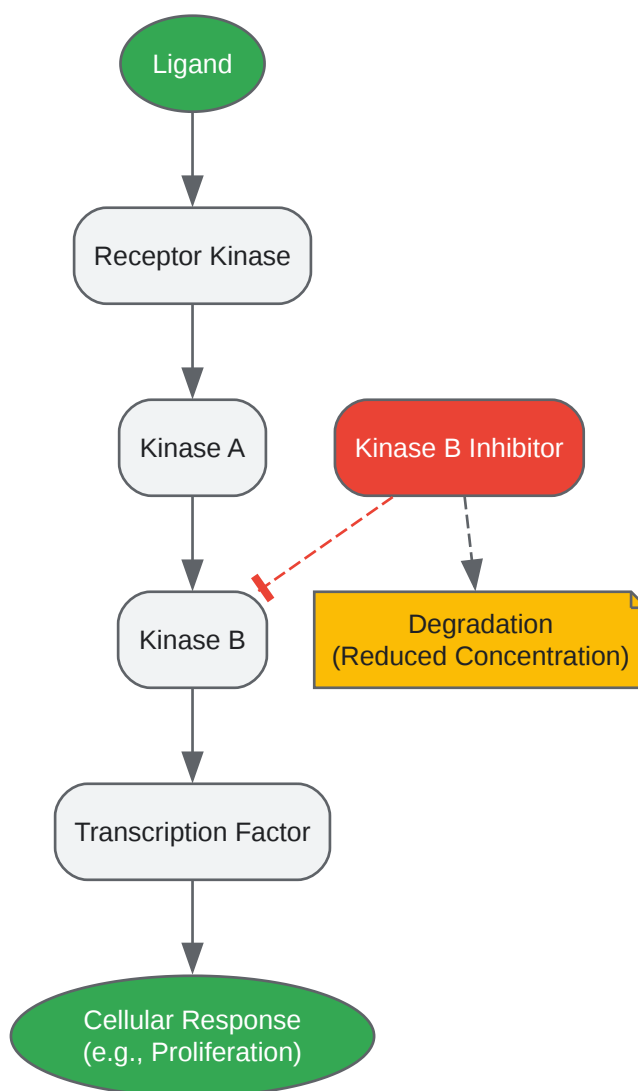 Ligand
Receptor Kinase
Kinase A
Kinase B Inhibitor
Kinase B
Degradation
(Reduced Concentration)
Transcription Factor
Cellular Response
(e.g., Proliferation)